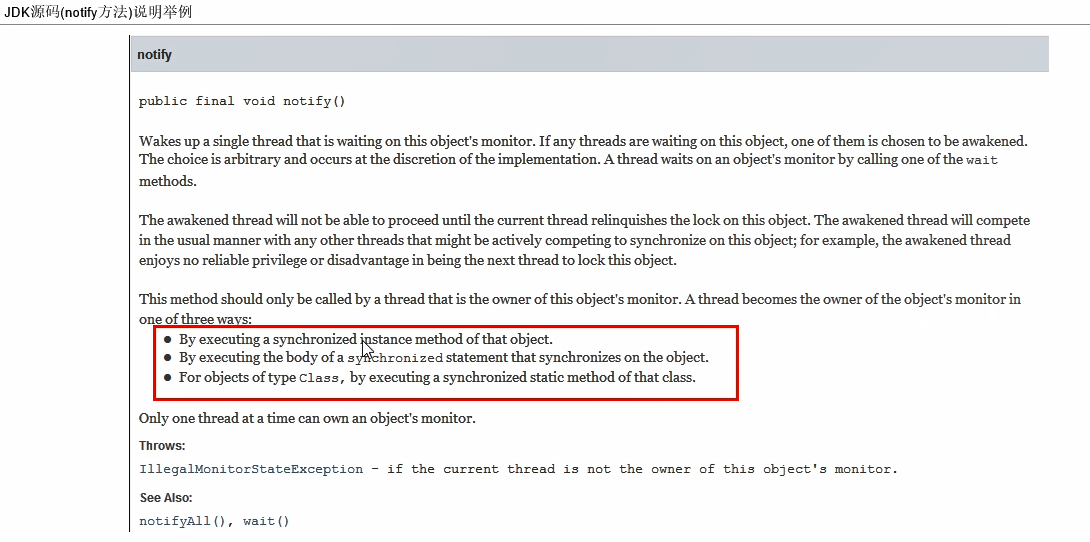 JDK源码(notify方法)说明举例
notify
public final void notify()
Wakes up a single thread that is waiting on this object's monitor. If any threads are waiting on this object, one of them is chosen to be awakened.
The choice is arbitrary and occurs at the discretion of the implementation. A thread waits on an object's monitor by calling one of the wait
methods.
The awakened thread will not be able to proceed until the current thread relinquishes the lock on this object. The awakened thread will compete
in the usual manner with any other threads that might be actively competing to synchronize on this object; for example, the awakened thread
enjoys no reliable privilege or disadvantage in being the next thread to lock this object.
This method should only be called by a thread that is the owner of this object's monitor. A thread becomes the owner of the object's monitor in
one of three ways:
● By executing a synchronized instance method of that object.
● By executing the body of a synchronized statement that synchronizes on the object.
● For objects of type Class, by executing a synchronized static method of that class.
Only one thread at a time can own an object's monitor.
Throws:
IllegalMonitorStateException - if the current thread is not the owner of this object's monitor.
See Also:
notifyAll(), wait()